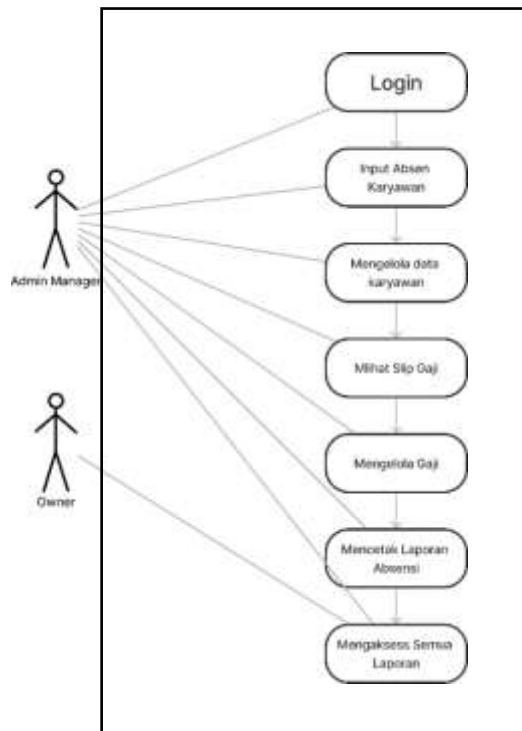 Login
Input Absen
Karyawan
Admin Manager
Mengelola data
karyawan
Mlihat Slip Gaji
Owner
Mengelola Gaji
Mencetak Laporan
Absensi
Mengaksess Semua
Laporan